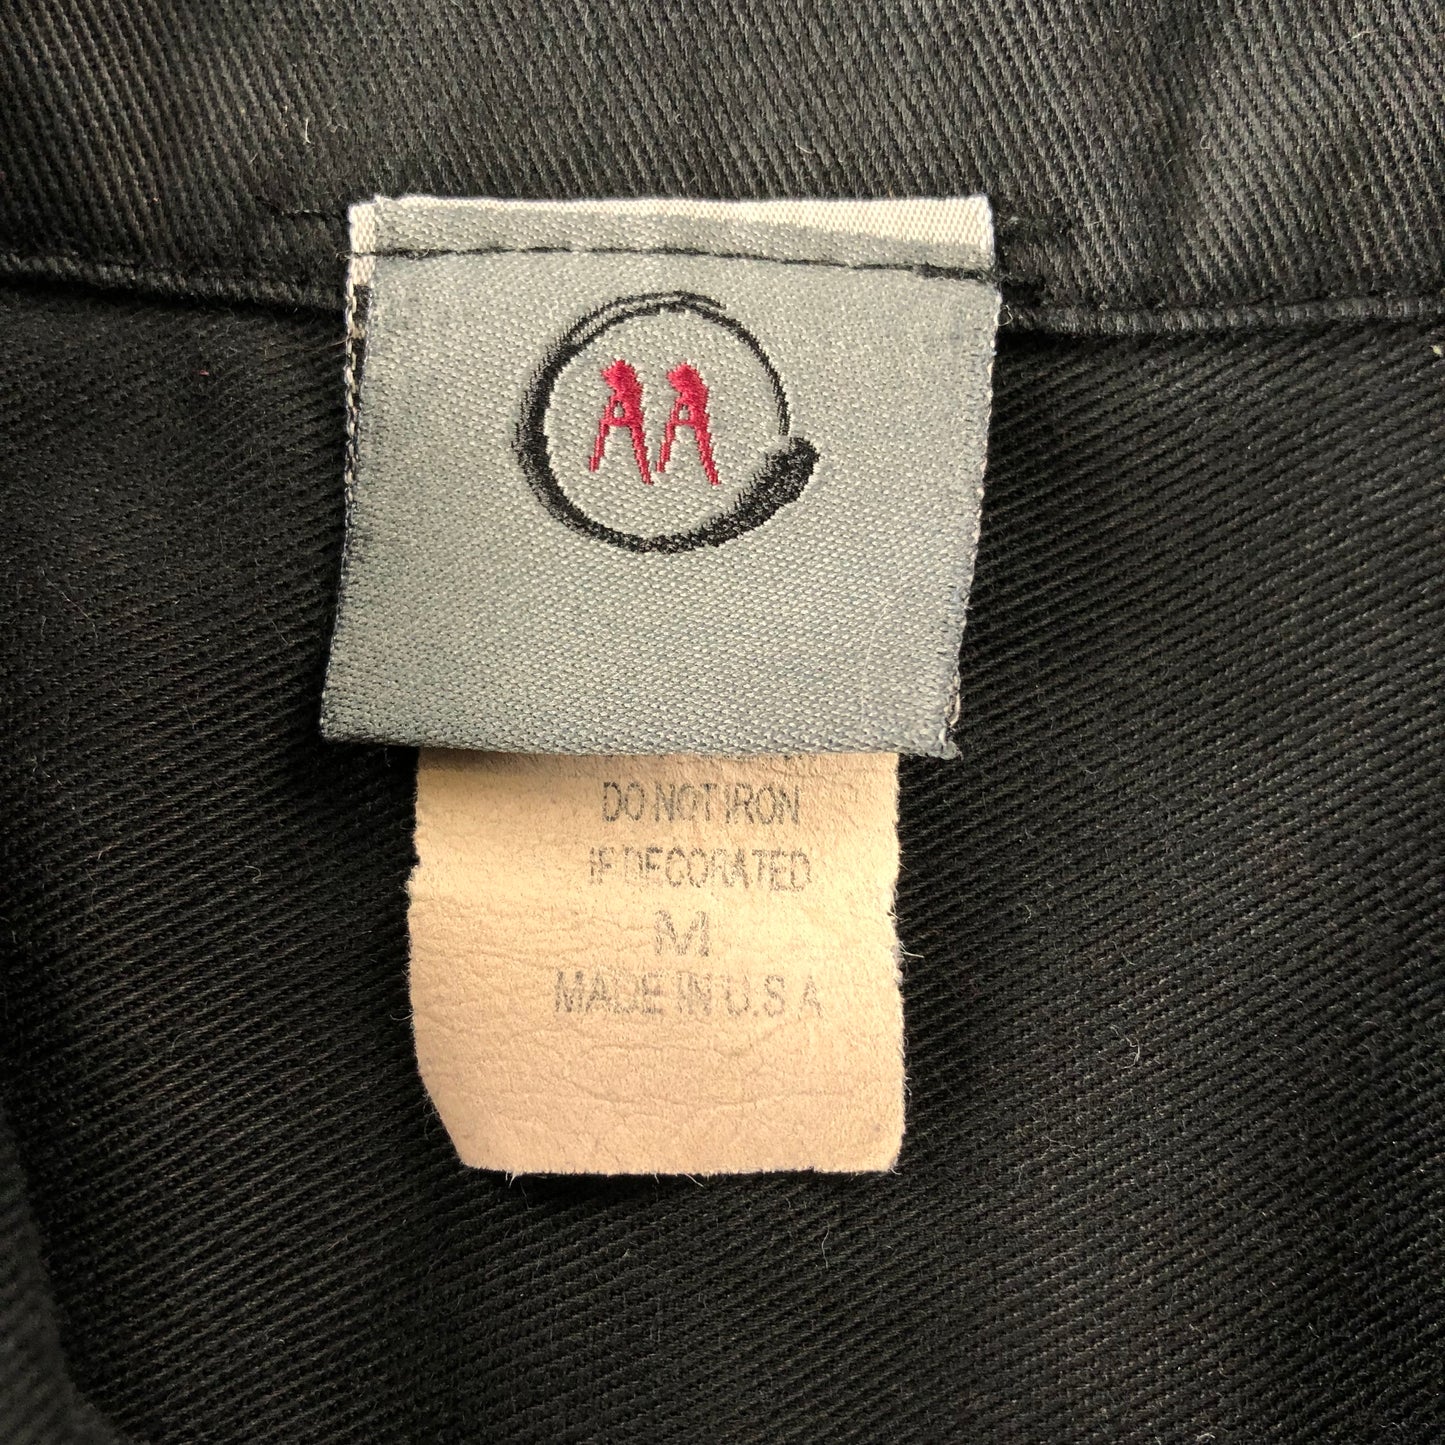 AA
DO NOT IRON
IF DECORATED
M
MADE IN U.S A